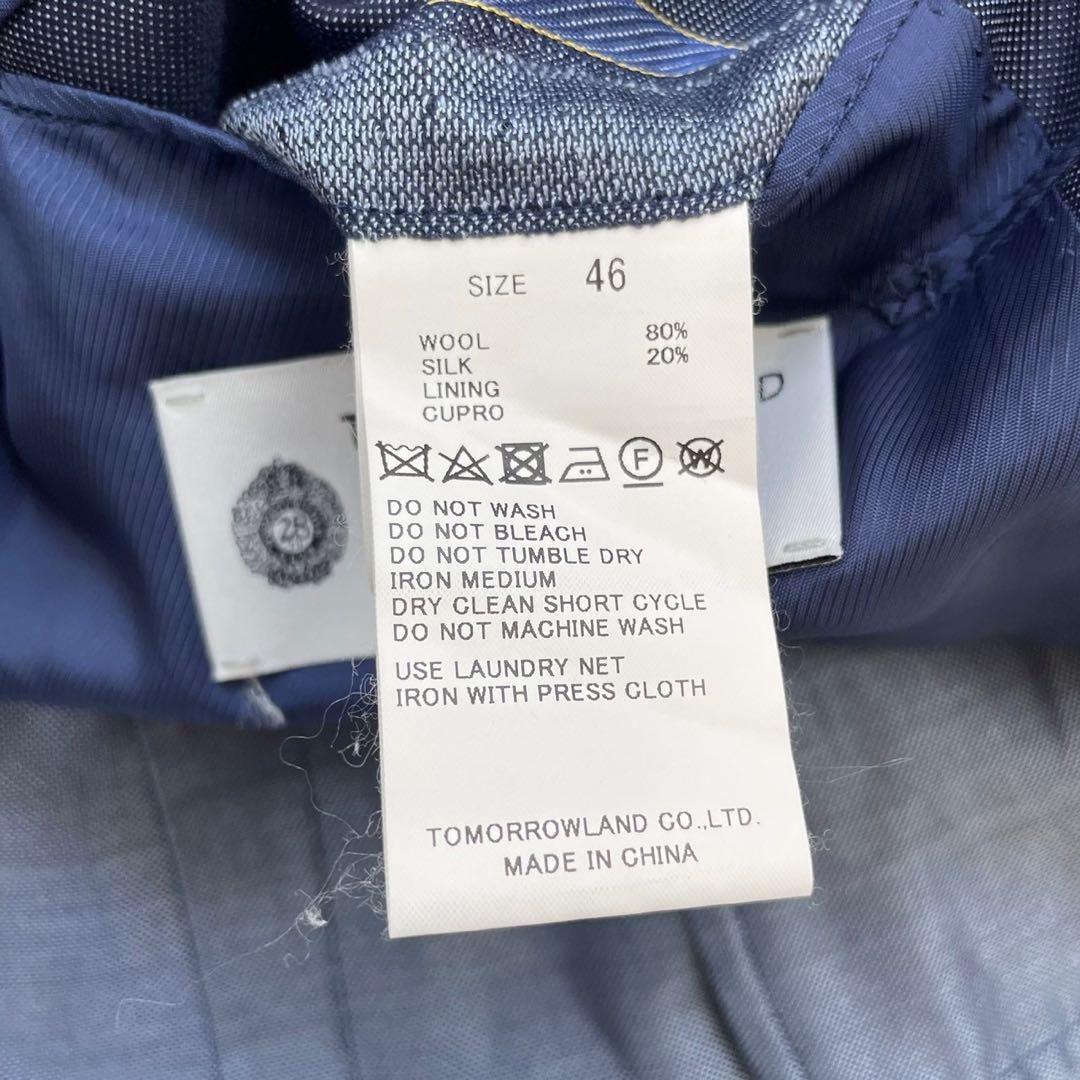 SIZE 46
WOOL 80%
SILK 20%
LINING
CUPRO
F W
DO NOT WASH
DO NOT BLEACH
DO NOT TUMBLE DRY
IRON MEDIUM
DRY CLEAN SHORT CYCLE
DO NOT MACHINE WASH
USE LAUNDRY NET
IRON WITH PRESS CLOTH
TOMORROWLAND CO.,LTD.
MADE IN CHINA
D